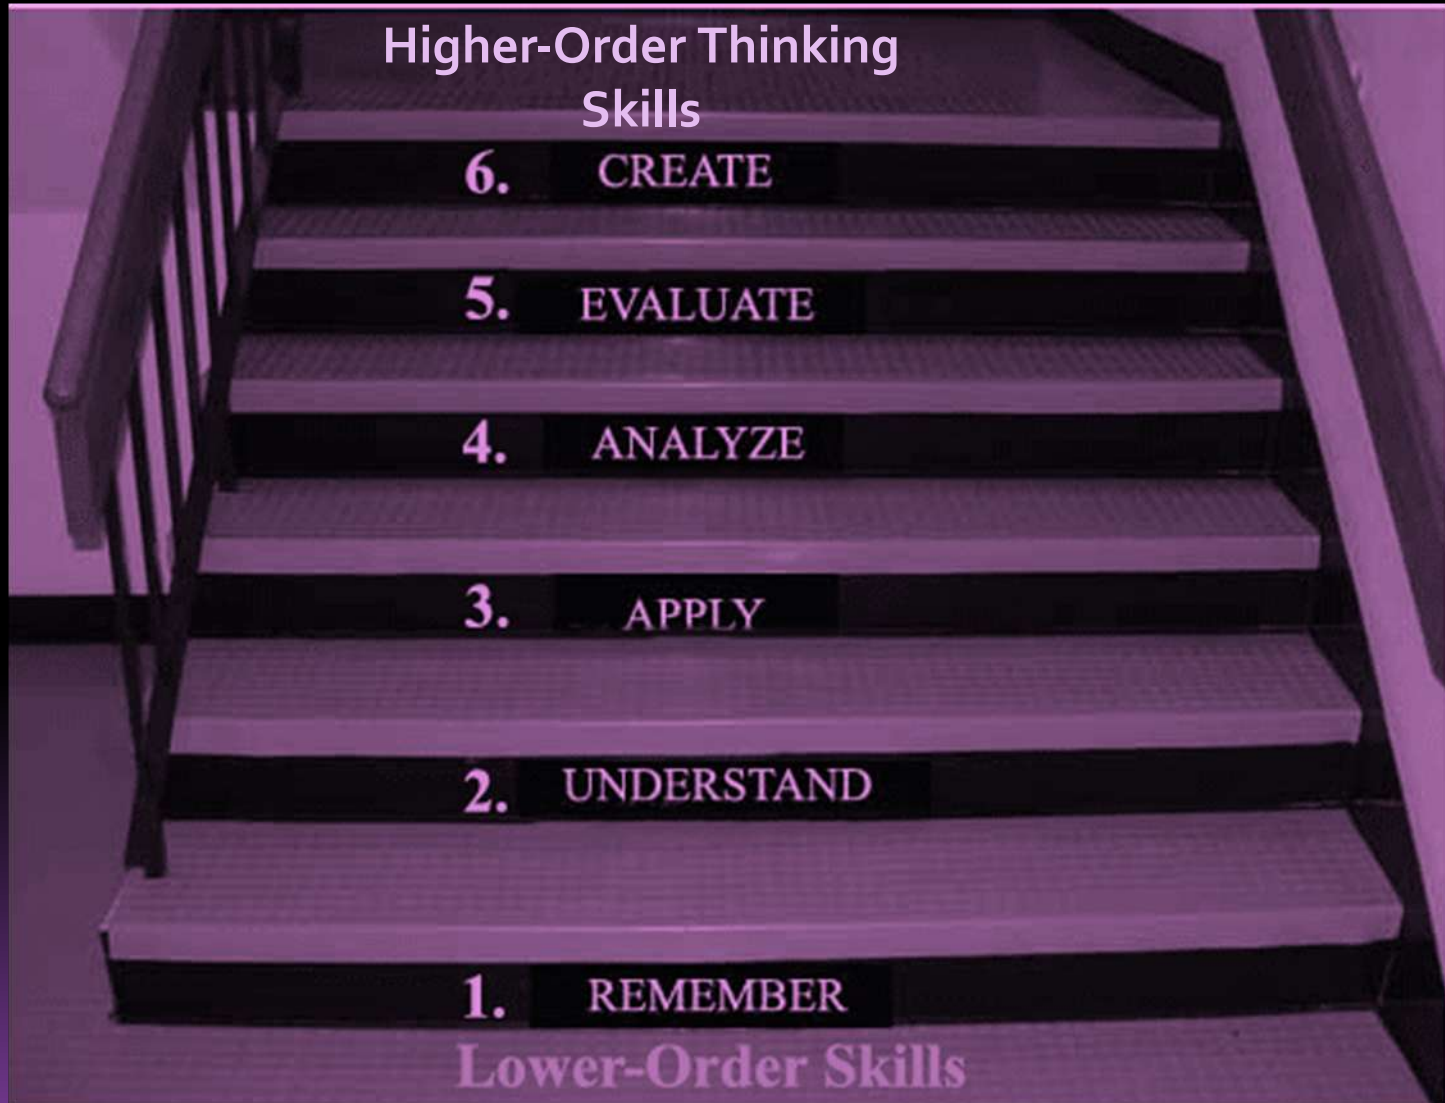 Higher-Order Thinking
Skills
6. CREATE
5. EVALUATE
4. ANALYZE
3. APPLY
2. UNDERSTAND
1. REMEMBER
Lower-Order Skills